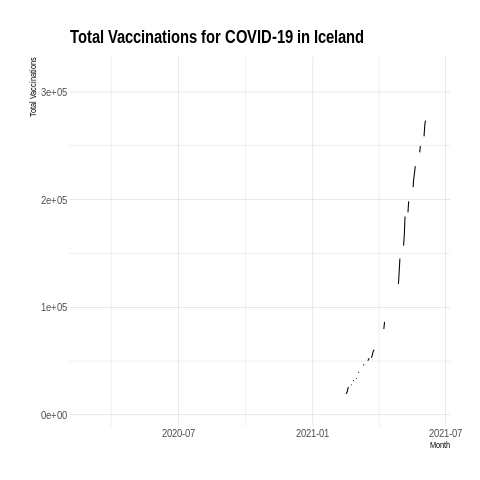 Total Vaccinations for COVID-19 in Iceland
Total Vaccinations
3e+05
2e+05
1e+05
0e+00
2020-07
2021-01
2021-07
Month